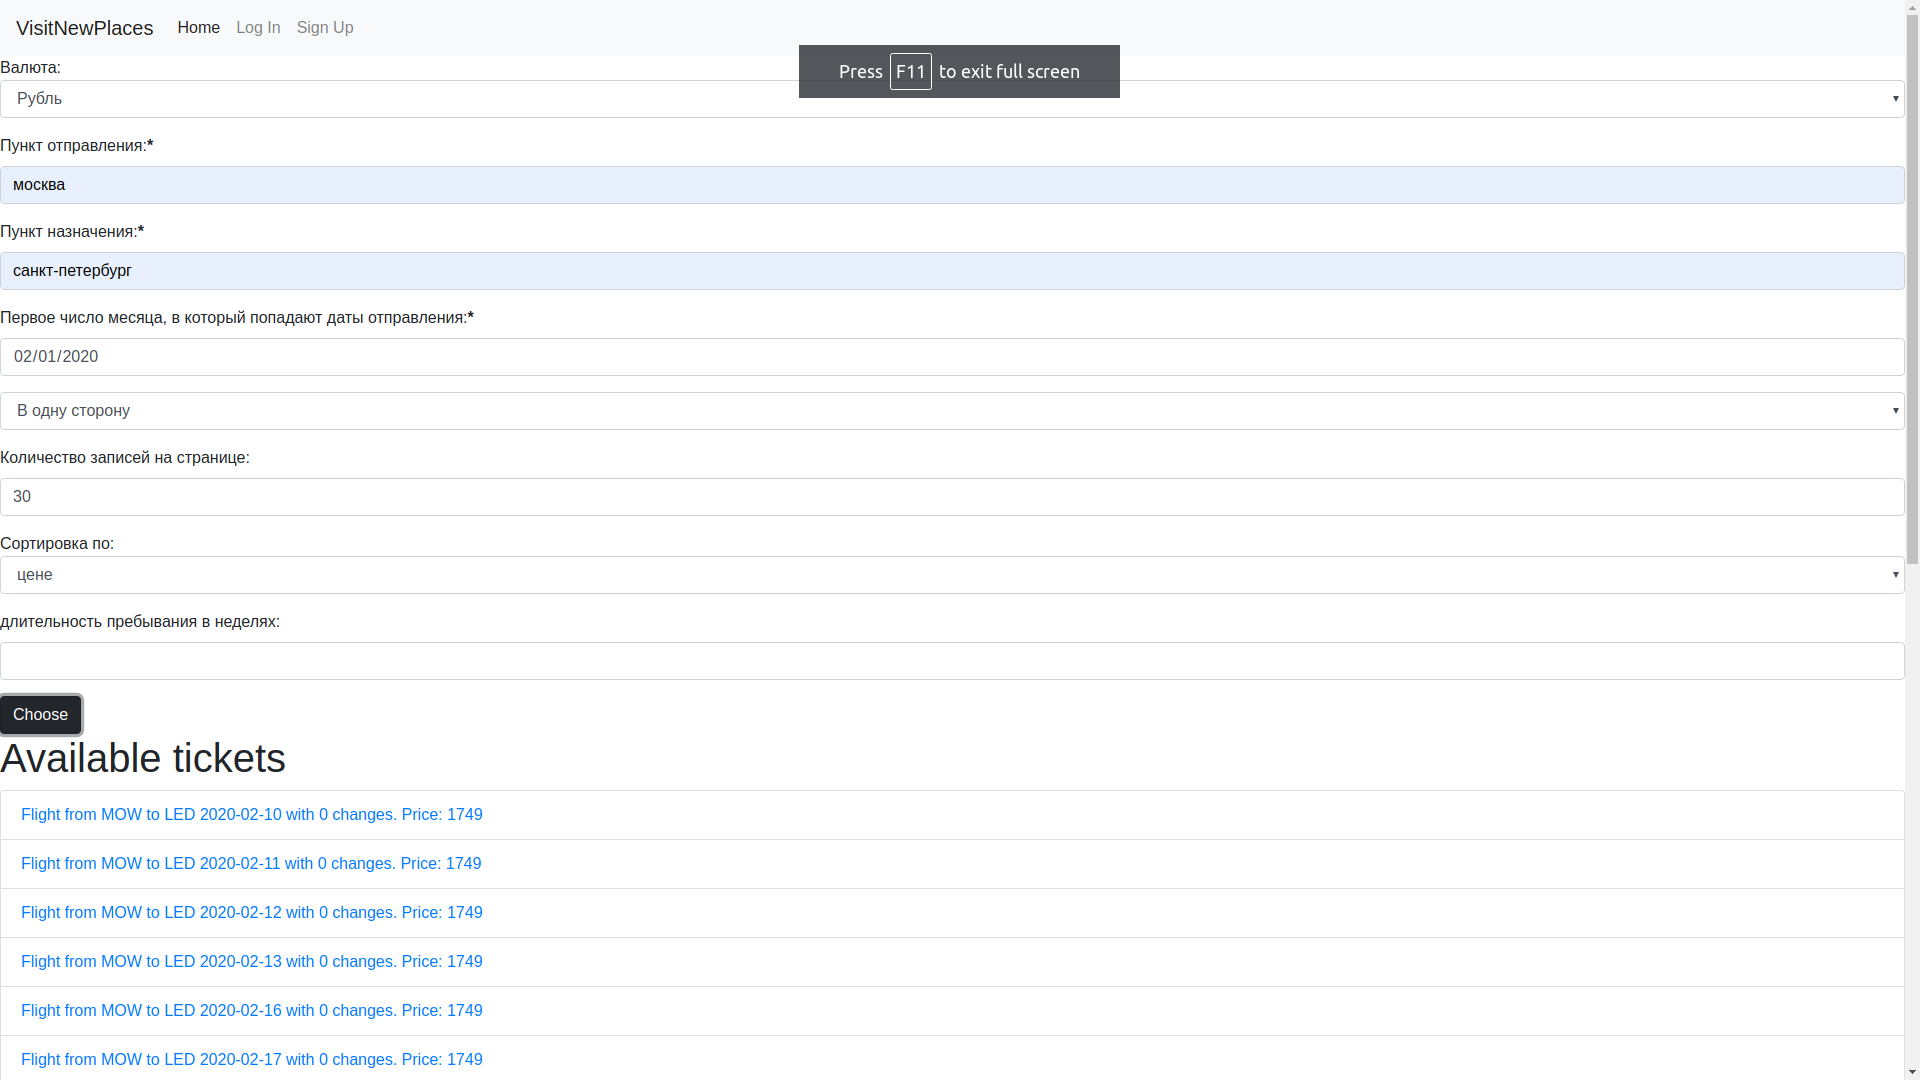 VisitNewPlaces Home Log In Sign Up
Press F11 to exit full screen
Валюта:
Рубль
Пункт отправления:*
москва
Пункт назначения:*
санкт-петербург
Первое число месяца, в который попадают даты отправления:*
02/01/2020
В одну сторону
Количество записей на странице:
30
Сортировка по:
цене
длительность пребывания в неделях:
Choose
Available tickets
Flight from MOW to LED 2020-02-10 with 0 changes. Price: 1749
Flight from MOW to LED 2020-02-11 with 0 changes. Price: 1749
Flight from MOW to LED 2020-02-12 with 0 changes. Price: 1749
Flight from MOW to LED 2020-02-13 with 0 changes. Price: 1749
Flight from MOW to LED 2020-02-16 with 0 changes. Price: 1749
Flight from MOW to LED 2020-02-17 with 0 changes. Price: 1749